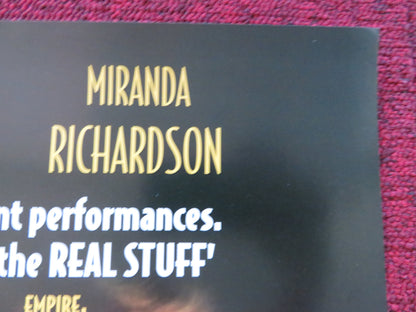 MIRANDA
RICHARDSON
nt performances.
the REAL STUFF'
EMPIRE.